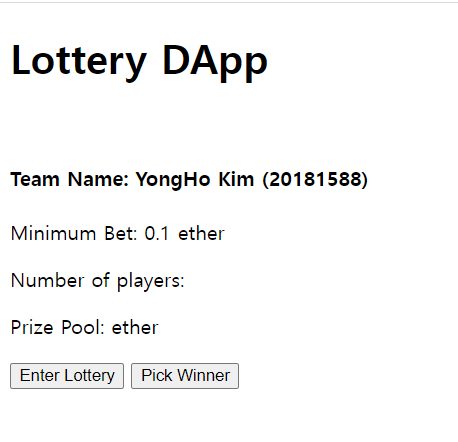 Lottery DApp
Team Name: YongHo Kim (20181588)
Minimum Bet: 0.1 ether
Number of players:
Prize Pool: ether
Enter Lottery Pick Winner